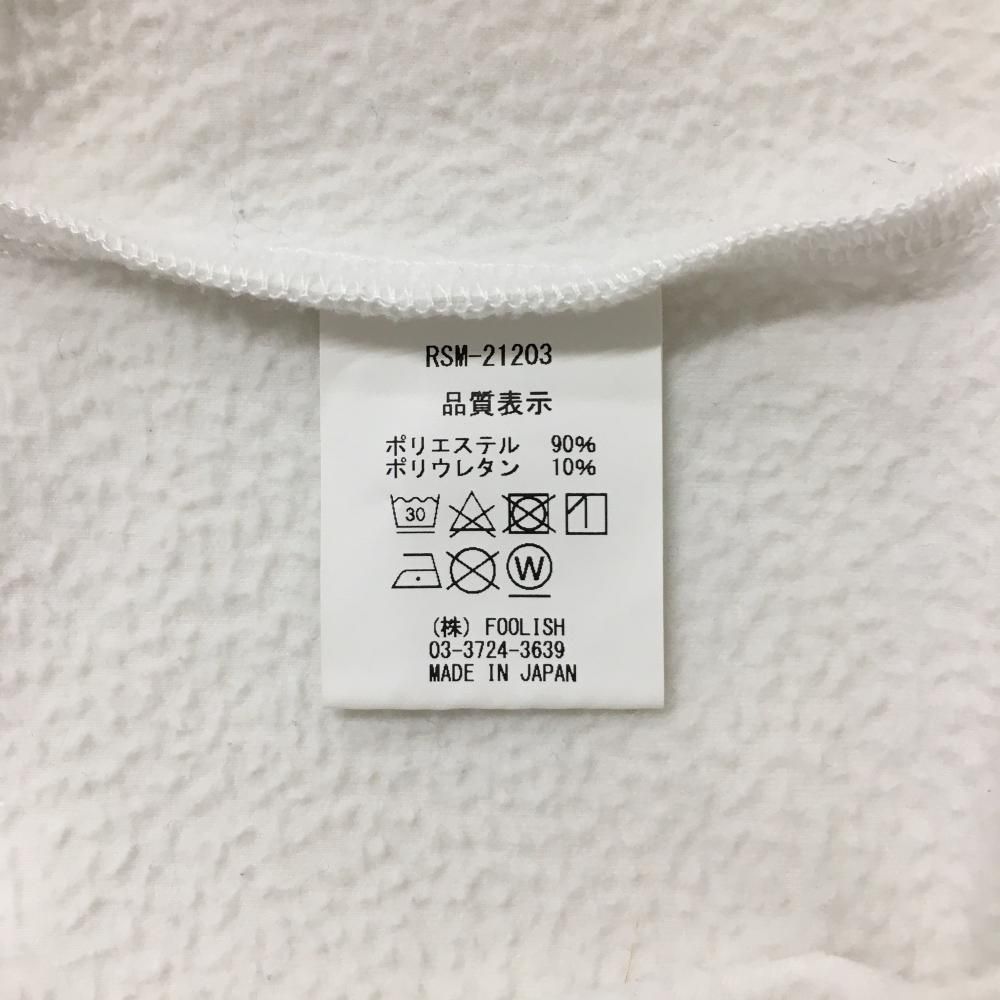 RSM-21203
品質表示
ポリエステル 90%
ポリウレタン 10%
30
W
(株) FOOLISH
03-3724-3639
MADE IN JAPAN